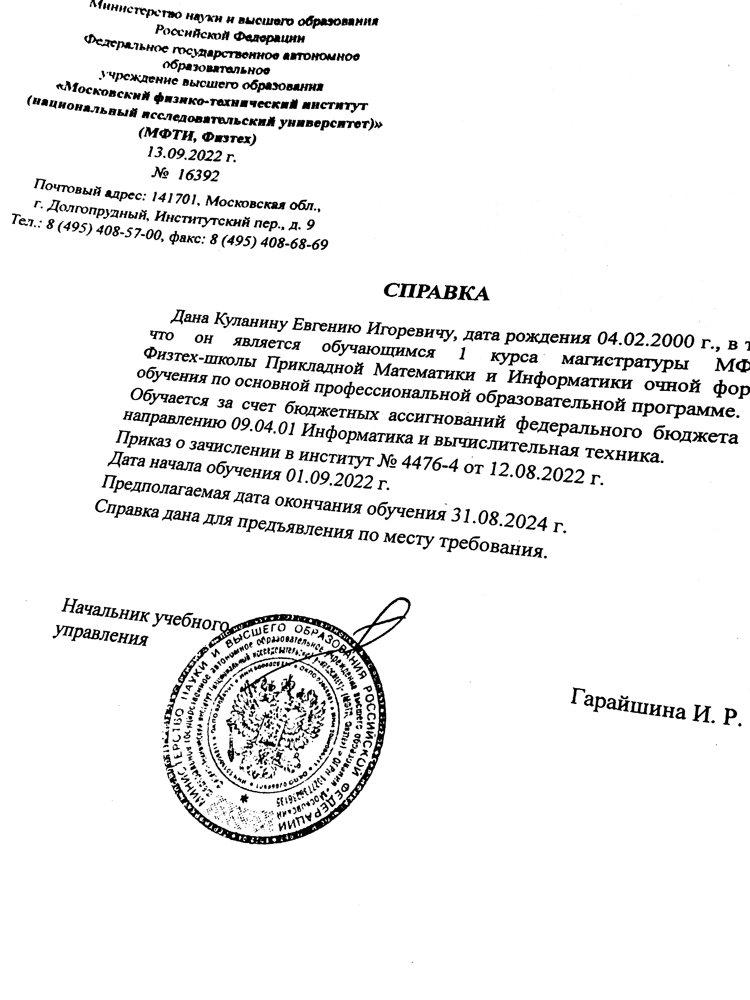 Министерство науки и высшего образования
Российской Федерации
Федеральное государственное автономное
образовательное
учреждение высшего образования
«Московский физико-технический институт
(национальный исследовательский университет)»
(МФТИ, Физтех)
13.09.2022 г.
№ 16392
Почтовый адрес: 141701, Московская обл.,
г. Долгопрудный, Институтский пер., д. 9
Тел.: 8 (495) 408-57-00, факс: 8 (495) 408-68-69
СПРАВКА
Дана Куланину Евгению Игоревичу, дата рождения 04.02.2000 г., в т
что он является обучающимся 1 курса магистратуры МФ
Физтех-школы Прикладной Математики и Информатики очной фор
обучения по основной профессиональной образовательной программе.
Обучается за счет бюджетных ассигнований федерального бюджета
направлению 09.04.01 Информатика и вычислительная техника.
Приказ о зачислении в институт № 4476-4 от 12.08.2022 г.
Дата начала обучения 01.09.2022 г.
Предполагаемая дата окончания обучения 31.08.2024 г.
Справка дана для предъявления по месту требования.
Начальник учебного
управления
Гарайшина И. Р.
МИНИСТЕРСТВО НАУКИ И ВЫСШЕГО ОБРАЗОВАНИЯ РОССИЙСКОЙ ФЕДЕРАЦИИ
государственное автономное образовательное учреждение высшего образования «Московский